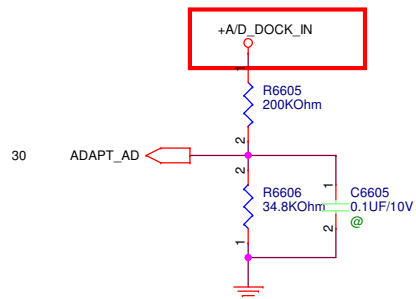 +A/D_DOCK_IN
1
R6605
200KOhm
2
30 ADAPT_AD
2
1
R6606
34.8KOhm
C6605
0.1UF/10V
@
1
2